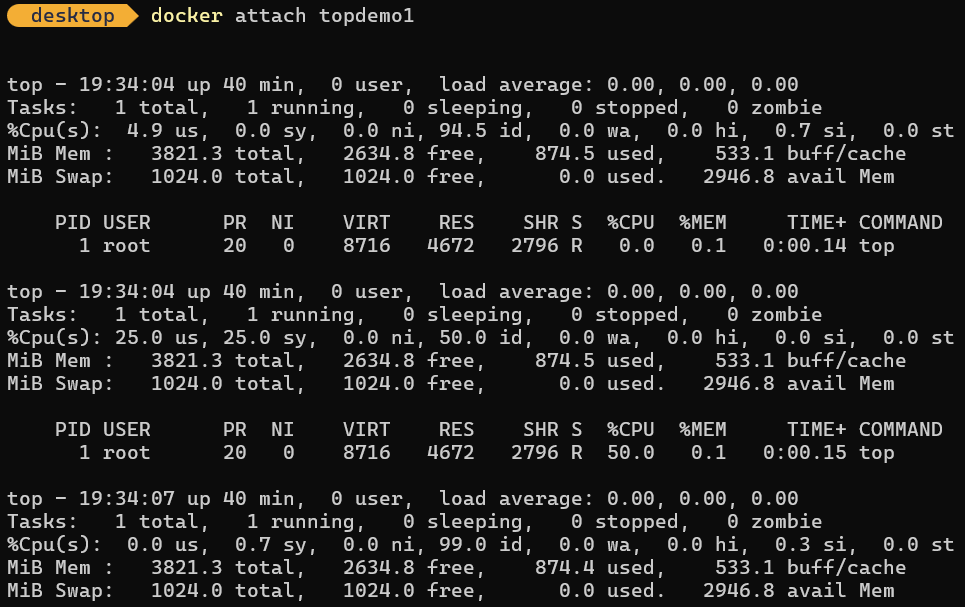 desktop docker attach topdemo1
top - 19:34:04 up 40 min,  0 user,  load average: 0.00, 0.00, 0.00
Tasks:   1 total,   1 running,   0 sleeping,   0 stopped,   0 zombie
%Cpu(s):  4.9 us,  0.0 sy,  0.0 ni, 94.5 id,  0.0 wa,  0.0 hi,  0.7 si,  0.0 st
MiB Mem :   3821.3 total,   2634.8 free,    874.5 used,    533.1 buff/cache
MiB Swap:   1024.0 total,   1024.0 free,      0.0 used.   2946.8 avail Mem
    PID USER      PR  NI    VIRT    RES    SHR S  %CPU  %MEM     TIME+ COMMAND
      1 root      20   0    8716   4672   2796 R   0.0   0.1   0:00.14 top
top - 19:34:04 up 40 min,  0 user,  load average: 0.00, 0.00, 0.00
Tasks:   1 total,   1 running,   0 sleeping,   0 stopped,   0 zombie
%Cpu(s): 25.0 us, 25.0 sy,  0.0 ni, 50.0 id,  0.0 wa,  0.0 hi,  0.0 si,  0.0 st
MiB Mem :   3821.3 total,   2634.8 free,    874.5 used,    533.1 buff/cache
MiB Swap:   1024.0 total,   1024.0 free,      0.0 used.   2946.8 avail Mem
    PID USER      PR  NI    VIRT    RES    SHR S  %CPU  %MEM     TIME+ COMMAND
      1 root      20   0    8716   4672   2796 R  50.0   0.1   0:00.15 top
top - 19:34:07 up 40 min,  0 user,  load average: 0.00, 0.00, 0.00
Tasks:   1 total,   1 running,   0 sleeping,   0 stopped,   0 zombie
%Cpu(s):  0.0 us,  0.7 sy,  0.0 ni, 99.0 id,  0.0 wa,  0.0 hi,  0.3 si,  0.0 st
MiB Mem :   3821.3 total,   2634.8 free,    874.4 used,    533.1 buff/cache
MiB Swap:   1024.0 total,   1024.0 free,      0.0 used.   2946.8 avail Mem